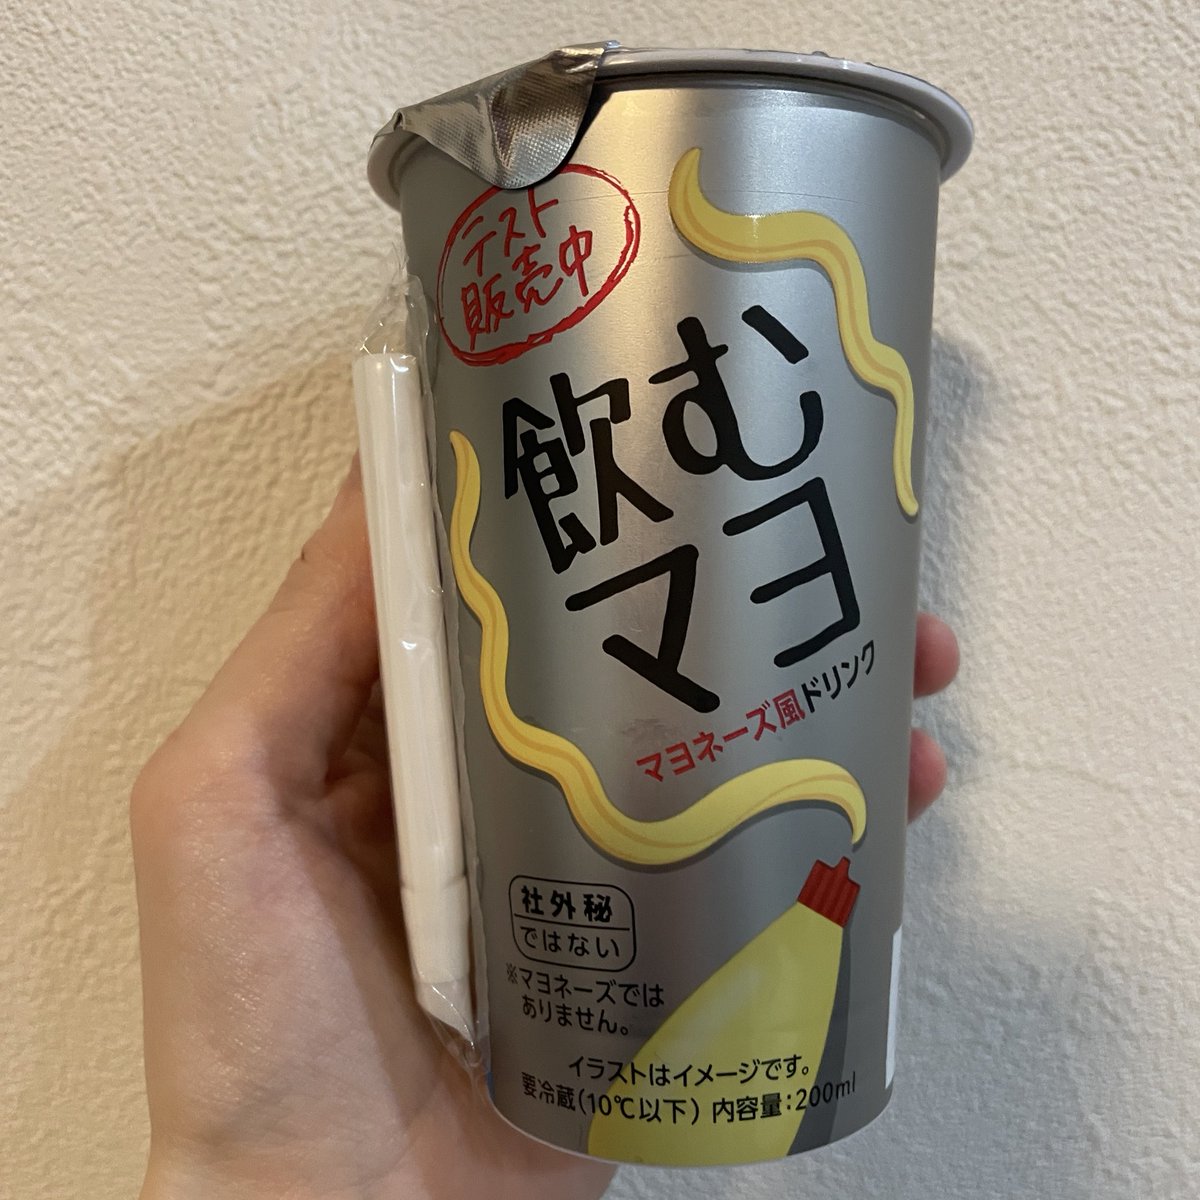 テスト
販売中
飲む
マヨ
マヨネーズ風ドリンク
社外秘
ではない
※マヨネーズでは
ありません。
イラストはイメージです。
要冷蔵(10℃以下) 内容量:200ml